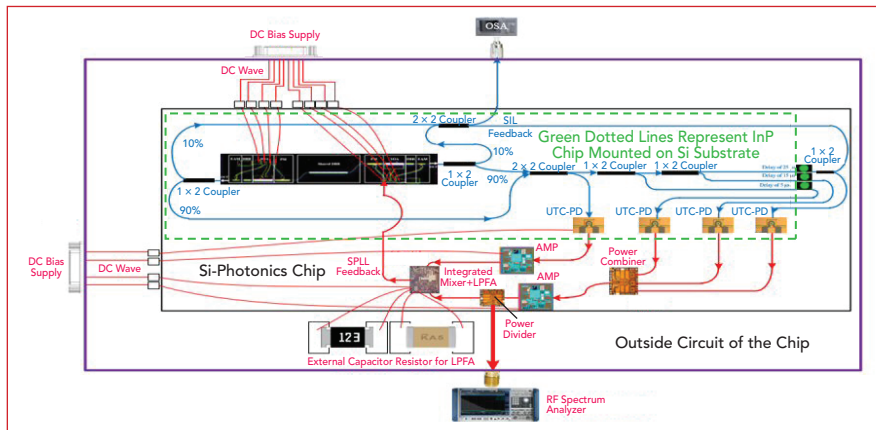 DC Bias Supply
OSA
DC Wave
2 × 2 Coupler
SIL
Feedback
Green Dotted Lines Represent InP
Chip Mounted on Si Substrate
1 × 2
Coupler
10%
10%
2 × 2 Coupler
1 × 2 Coupler
1 × 2 Coupler
1 × 2
Coupler
90%
1 × 2 Coupler
90%
UTC-PD
UTC-PD
UTC-PD
DC Bias
Supply
DC Wave
Si-Photonics Chip
SPLL
Feedback
AMP
Integrated
Mixer+LPFA
AMP
Power
Combiner
Power
Divider
123
KAS
External Capacitor Resistor for LPFA
Outside Circuit of the Chip
RF Spectrum
Analyzer